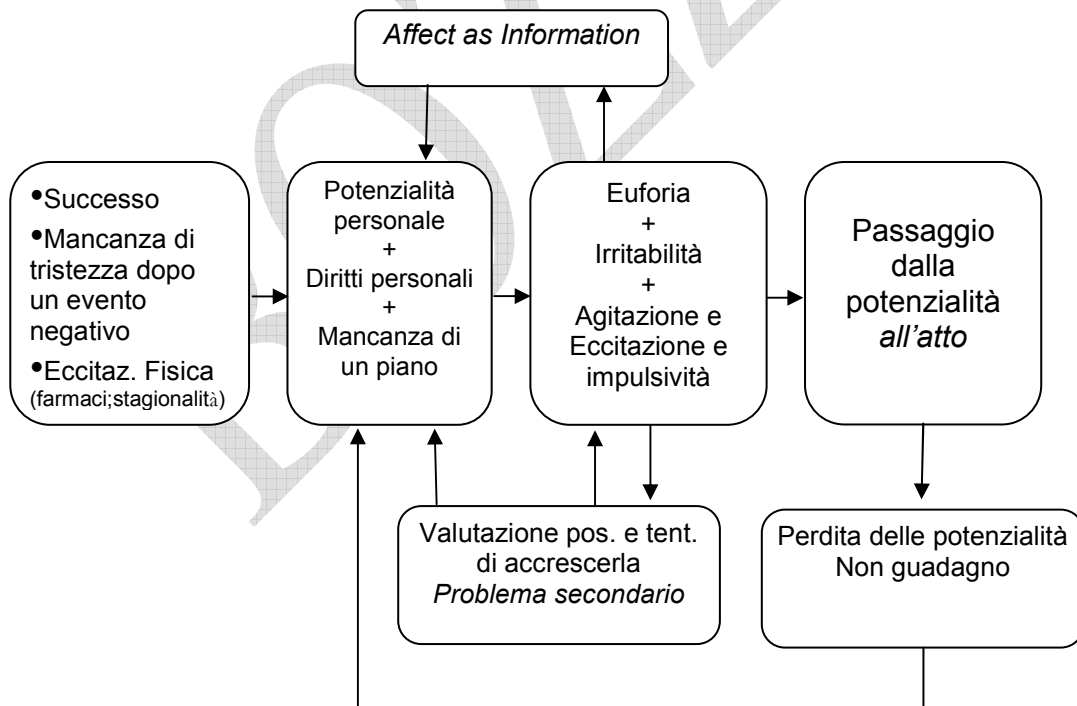 Affect as Information
•Successo
•Mancanza di
tristezza dopo
un evento
negativo
•Eccitaz. Fisica
(farmaci;stagionalità)
Potenzialità
personale
+
Diritti personali
+
Mancanza di
un piano
Euforia
+
Irritabilità
+
Agitazione e
Eccitazione e
impulsività
Passaggio
dalla
potenzialità
all'atto
Valutazione pos. e tent.
di accrescerla
Problema secondario
Perdita delle potenzialità
Non guadagno